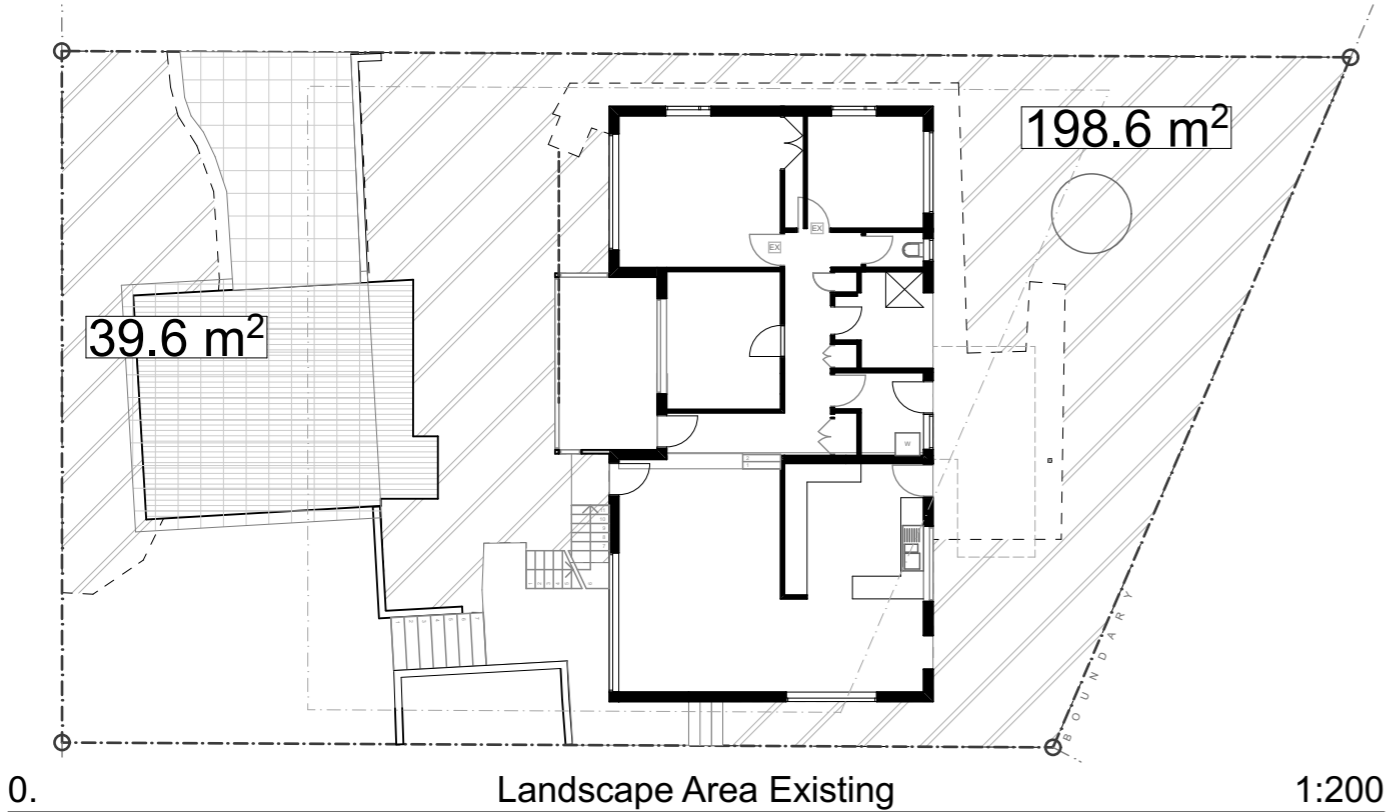 198.6 m²
EX
EX
39.6 m²
W
BOUNDARY
0. Landscape Area Existing 1:200